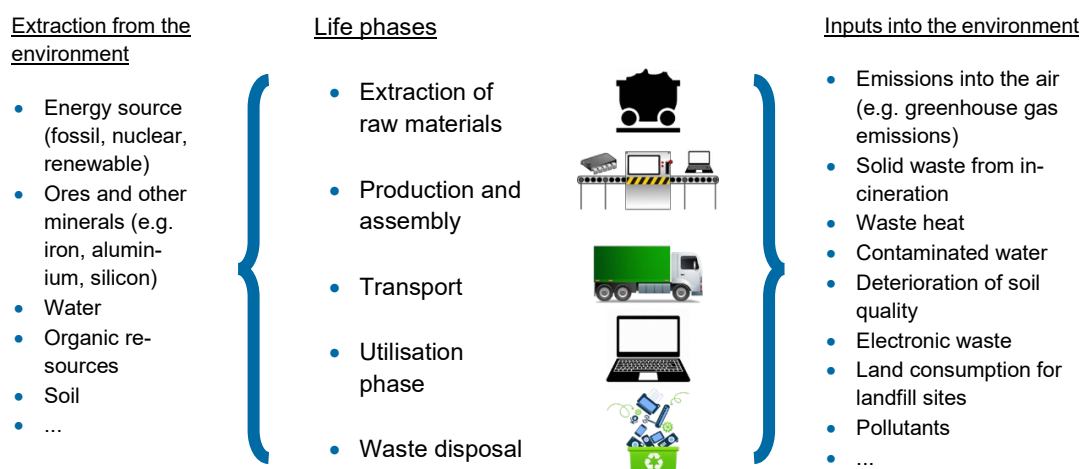 Extraction from the
environment
• Energy source
(fossil, nuclear,
renewable)
• Ores and other
minerals (e.g.
iron, alumin-
ium, silicon)
• Water
• Organic re-
sources
• Soil
• ...
Life phases
• Extraction of
raw materials
• Production and
assembly
• Transport
• Utilisation
phase
• Waste disposal
Inputs into the environment
• Emissions into the air
(e.g. greenhouse gas
emissions)
• Solid waste from in-
cineration
• Waste heat
• Contaminated water
• Deterioration of soil
quality
• Electronic waste
• Land consumption for
landfill sites
• Pollutants
• ...